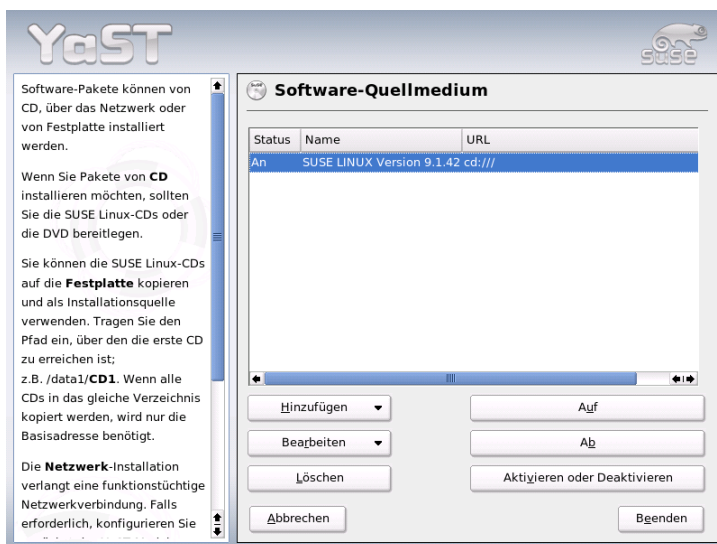 YaST
SUSE
Software-Pakete können von
CD, über das Netzwerk oder
von Festplatte installiert
werden.
Wenn Sie Pakete von CD
installieren möchten, sollten
Sie die SUSE Linux-CDs oder
die DVD bereitlegen.
Sie können die SUSE Linux-CDs
auf die Festplatte kopieren
und als Installationsquelle
verwenden. Tragen Sie den
Pfad ein, über den die erste CD
zu erreichen ist;
z.B. /data1/CD1. Wenn alle
CDs in das gleiche Verzeichnis
kopiert werden, wird nur die
Basisadresse benötigt.
Die Netzwerk-Installation
verlangt eine funktionstüchtige
Netzwerkverbindung. Falls
erforderlich, konfigurieren Sie
Software-Quellmedium
Status Name URL
An SUSE LINUX Version 9.1.42 cd:///
Hinzufügen Auf
Bearbeiten Ab
Löschen Aktivieren oder Deaktivieren
Abbrechen Beenden